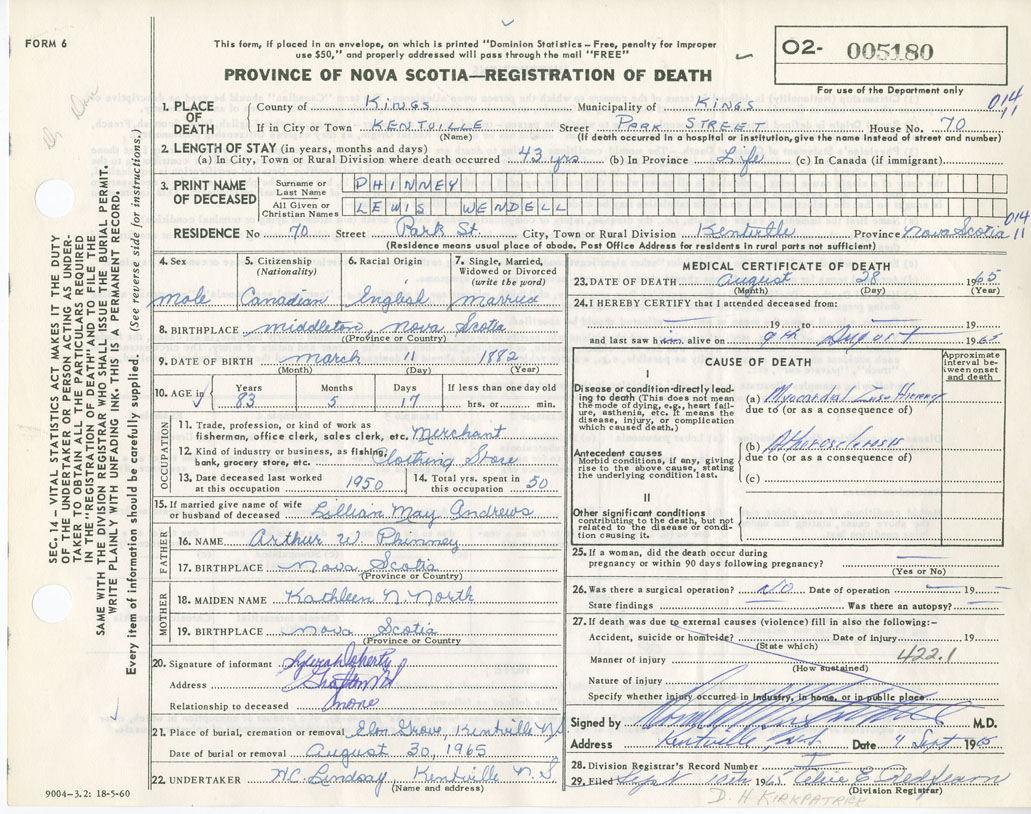 FORM 6
This form, if placed in an envelope, on which is printed "Dominion Statistics – Free, penalty for improper
use $50," and properly addressed will pass through the mail "FREE"
PROVINCE OF NOVA SCOTIA—REGISTRATION OF DEATH
O2- 005180
For use of the Department only
014
11
1. PLACE OF DEATH
County of KINGS Municipality of KINGS
If in City or Town KENTVILLE Street PARK STREET House No. 70
(Name) (If death occurred in a hospital or institution, give the name instead of street and number)
2. LENGTH OF STAY (in years, months and days)
(a) In City, Town or Rural Division where death occurred 43 yrs (b) In Province Life (c) In Canada (if immigrant)
3. PRINT NAME OF DECEASED
Surname or Last Name PHINNEY
All Given or Christian Names LEWIS WENDELL
014
11
RESIDENCE No 70 Street Park St. City, Town or Rural Division Kentville Province Nova Scotia
(Residence means usual place of abode. Post Office Address for residents in rural parts not sufficient)
4. Sex
male
5. Citizenship
(Nationality)
Canadian
6. Racial Origin
English
7. Single, Married, Widowed or Divorced
(write the word)
married
8. BIRTHPLACE middleton, nova Scotia
(Province or Country)
9. DATE OF BIRTH march 11 1882
(Month) (Day) (Year)
10. AGE in
Years Months Days If less than one day old
83 5 17 hrs. or min.
OCCUPATION
11. Trade, profession, or kind of work as
fisherman, office clerk, sales clerk, etc. Merchant
12. Kind of industry or business, as fishing,
bank, grocery store, etc. Clothing Store
13. Date deceased last worked
at this occupation 1950
14. Total yrs. spent in
this occupation 50
15. If married give name of wife
or husband of deceased Lillian May Andrews
FATHER
16. NAME Arthur W. Phinney
17. BIRTHPLACE Nova Scotia
(Province or Country)
MOTHER
18. MAIDEN NAME Kathleen N. North
19. BIRTHPLACE Nova Scotia
(Province or Country)
20. Signature of informant
Address
Relationship to deceased none
21. Place of burial, cremation or removal Elm Grove, Kentville N.S
Date of burial or removal August 30, 1965
22. UNDERTAKER W.C. Lindsay, Kentville N.S
(Name and address)
9004-3.2: 18-5-60
MEDICAL CERTIFICATE OF DEATH
23. DATE OF DEATH August 28 1965
(Month) (Day) (Year)
24. I HEREBY CERTIFY that I attended deceased from:
— 19 — to — 19
and last saw him alive on 9th August 1965
CAUSE OF DEATH
Approximate interval between onset and death
I
Disease or condition directly leading to death (This does not mean the mode of dying, e.g., heart failure, asthenia, etc. It means the disease, injury, or complication which caused death.)
(a) Myocardial
due to (or as a consequence of)
Antecedent causes
Morbid conditions, if any, giving rise to the above cause, stating the underlying condition last.
(b) Atherosclerosis
due to (or as a consequence of)
(c)
II
Other significant conditions
contributing to the death, but not related to the disease or condition causing it.
25. If a woman, did the death occur during
pregnancy or within 90 days following pregnancy? —
(Yes or No)
26. Was there a surgical operation? NO Date of operation — 19 —
State findings — Was there an autopsy? —
27. If death was due to external causes (violence) fill in also the following:-
Accident, suicide or homicide? Date of injury 19
(State which)
Manner of injury 422.1
(How sustained)
Nature of injury
Specify whether injury occurred in industry, in home, or in public place
Signed by M.D.
Address Kentville, N.S. Date 9 Sept 1965
28. Division Registrar's Record Number
29. Filed Sept 10th 1965
(Division Registrar)
D. H KIRKPATRICK
SEC. 14 – VITAL STATISTICS ACT MAKES IT THE DUTY
OF THE UNDERTAKER OR PERSON ACTING AS UNDER-
TAKER TO OBTAIN ALL THE PARTICULARS REQUIRED
IN THE "REGISTRATION OF DEATH" AND TO FILE THE
SAME WITH THE DIVISION REGISTRAR WHO SHALL ISSUE THE BURIAL PERMIT.
WRITE PLAINLY WITH UNFADING INK - THIS IS A PERMANENT RECORD.
Every item of information should be carefully supplied. (See reverse side for instructions.)